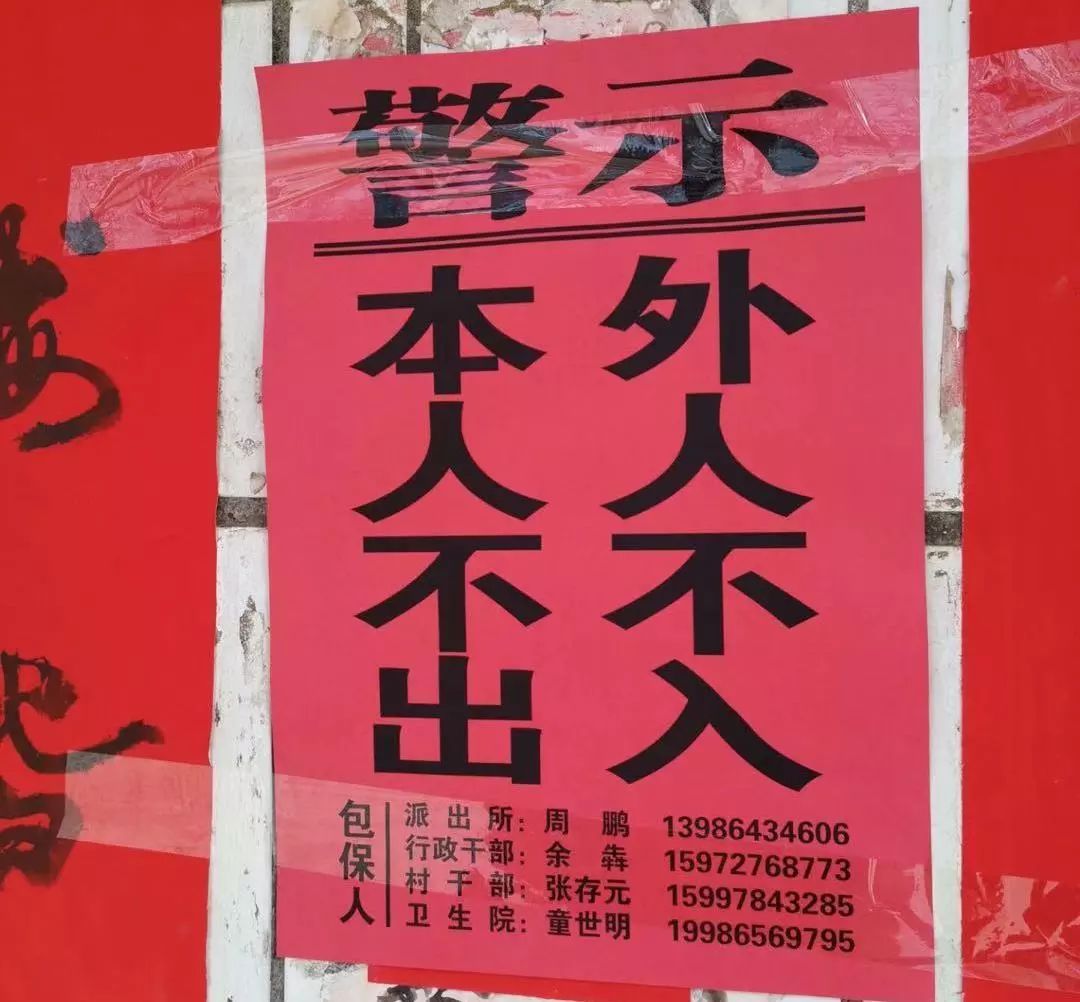 警示
外人不入
本人不出
包保人
派出所：周鹏 13986434606
行政干部：余犇 15972768773
村干部：张存元 15997843285
卫生院：童世明 19986569795